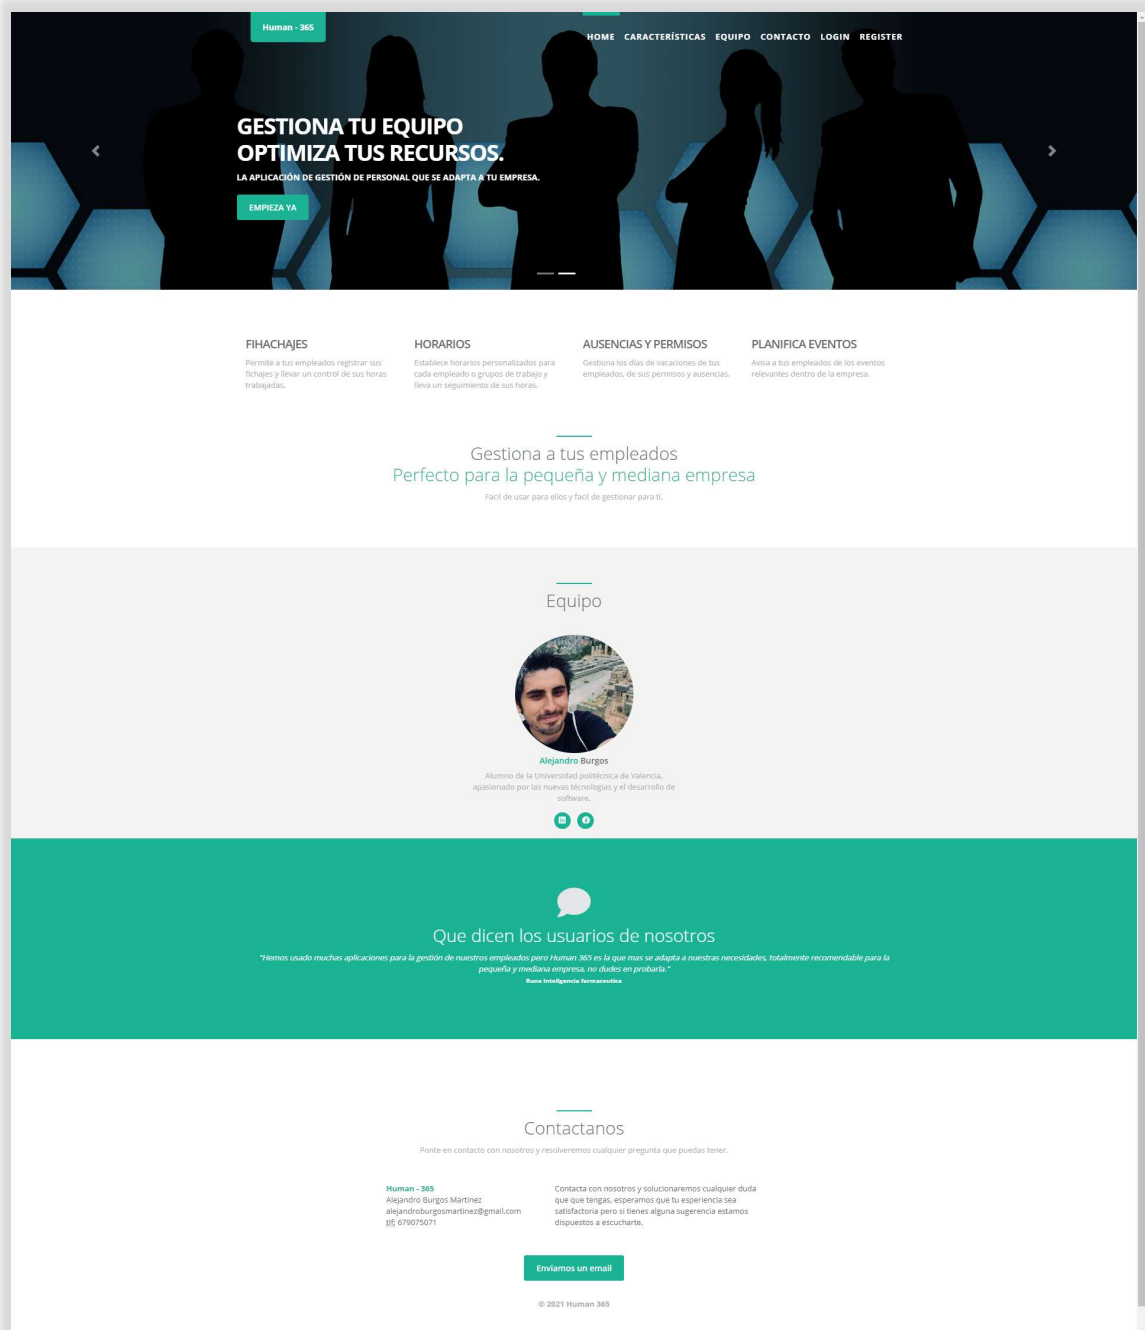 Human - 365
HOME CARACTERÍSTICAS EQUIPO CONTACTO LOGIN REGISTER
GESTIONA TU EQUIPO
OPTIMIZA TUS RECURSOS.
LA APLICACIÓN DE GESTIÓN DE PERSONAL QUE SE ADAPTA A TU EMPRESA.
EMPIEZA YA
FIHACHAJES
Permite a tus empleados registrar sus
fichajes y llevar un control de sus horas
trabajadas.
HORARIOS
Establece horarios personalizados para
cada empleado o grupos de trabajo y
lleva un seguimiento de sus horas.
AUSENCIAS Y PERMISOS
Gestiona los días de vacaciones de tus
empleados, de sus permisos y ausencias.
PLANIFICA EVENTOS
Avisa a tus empleados de los eventos
relevantes dentro de la empresa.
Gestiona a tus empleados
Perfecto para la pequeña y mediana empresa
Facil de usar para ellos y facil de gestionar para tí.
Equipo
Alejandro Burgos
Alumno de la Universidad politécnica de Valencia,
apasionado por las nuevas técnologias y el desarrollo de
software.
Que dicen los usuarios de nosotros
"Hemos usado muchas aplicaciones para la gestión de nuestros empleados pero Human 365 es la que mas se adapta a nuestras necesidades, totalmente recomendable para la
pequeña y mediana empresa, no dudes en probarla."
Rune Inteligencia farmaceutica
Contactanos
Ponte en contacto con nosotros y resolveremos cualquier pregunta que puedas tener.
Human - 365
Alejandro Burgos Martinez
alejandroburgosmartinez@gmail.com
tlf: 679075071
Contacta con nosotros y solucionaremos cualquier duda
que que tengas, esperamos que tu esperiencia sea
satisfactoria pero si tienes alguna sugerencia estamos
dispuestos a escucharte.
Enviamos un email
© 2021 Human 365